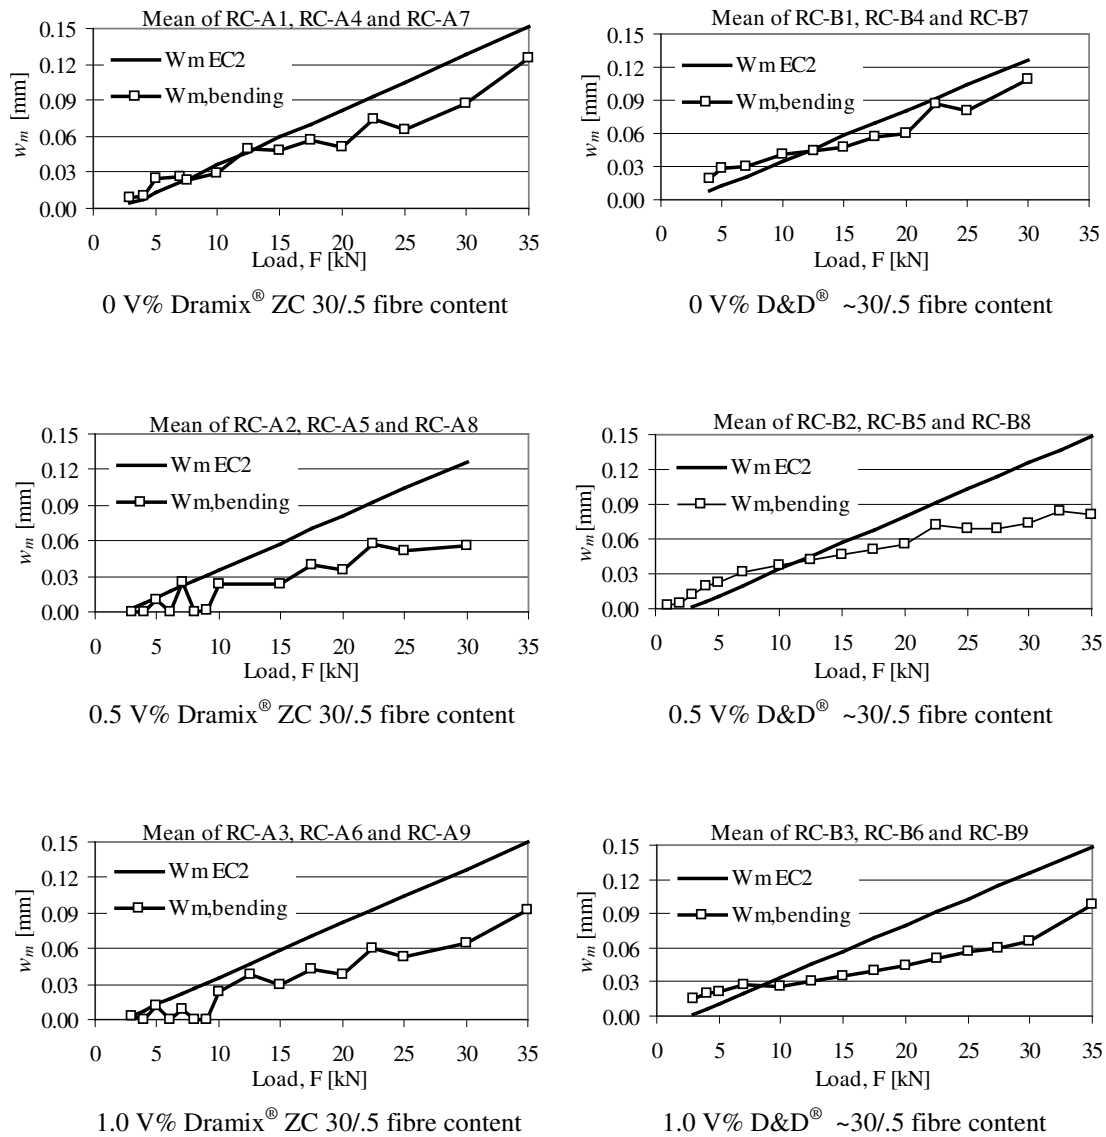 Mean of RC-A1, RC-A4 and RC-A7
0.15
0.12
0.09
0.06
0.03
0.00
w_m [mm]
Wm EC2
Wm,bending
0 5 10 15 20 25 30 35
Load, F [kN]
0 V% Dramix® ZC 30/.5 fibre content
Mean of RC-B1, RC-B4 and RC-B7
0.15
0.12
0.09
0.06
0.03
0.00
w_m [mm]
Wm EC2
Wm,bending
0 5 10 15 20 25 30 35
Load, F [kN]
0 V% D&D® ~30/.5 fibre content
Mean of RC-A2, RC-A5 and RC-A8
0.15
0.12
0.09
0.06
0.03
0.00
w_m [mm]
Wm EC2
Wm,bending
0 5 10 15 20 25 30 35
Load, F [kN]
0.5 V% Dramix® ZC 30/.5 fibre content
Mean of RC-B2, RC-B5 and RC-B8
0.15
0.12
0.09
0.06
0.03
0.00
w_m [mm]
Wm EC2
Wm,bending
0 5 10 15 20 25 30 35
Load, F [kN]
0.5 V% D&D® ~30/.5 fibre content
Mean of RC-A3, RC-A6 and RC-A9
0.15
0.12
0.09
0.06
0.03
0.00
w_m [mm]
Wm EC2
Wm,bending
0 5 10 15 20 25 30 35
Load, F [kN]
1.0 V% Dramix® ZC 30/.5 fibre content
Mean of RC-B3, RC-B6 and RC-B9
0.15
0.12
0.09
0.06
0.03
0.00
w_m [mm]
Wm EC2
Wm,bending
0 5 10 15 20 25 30 35
Load, F [kN]
1.0 V% D&D® ~30/.5 fibre content